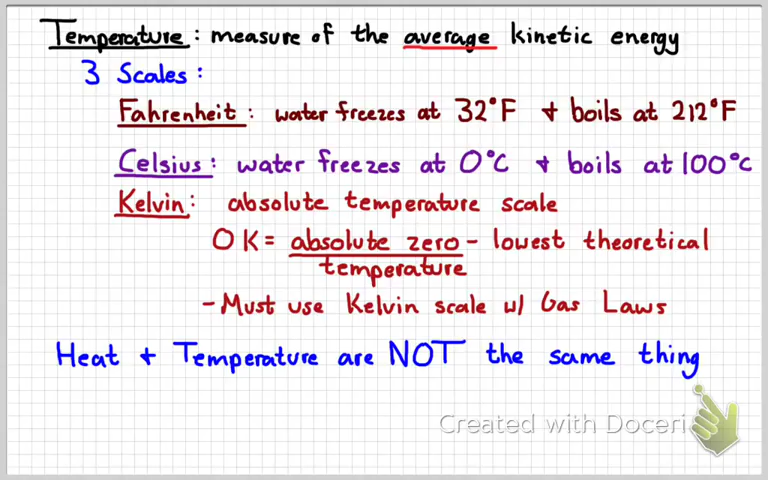 Temperature: measure of the average kinetic energy
3 Scales:
Fahrenheit: water freezes at 32°F + boils at 212°F
Celsius: water freezes at 0°C + boils at 100°C
Kelvin: absolute temperature scale
0 K = absolute zero - lowest theoretical
temperature
- Must use Kelvin scale w/ Gas Laws
Heat + Temperature are NOT the same thing
Created with Doceri